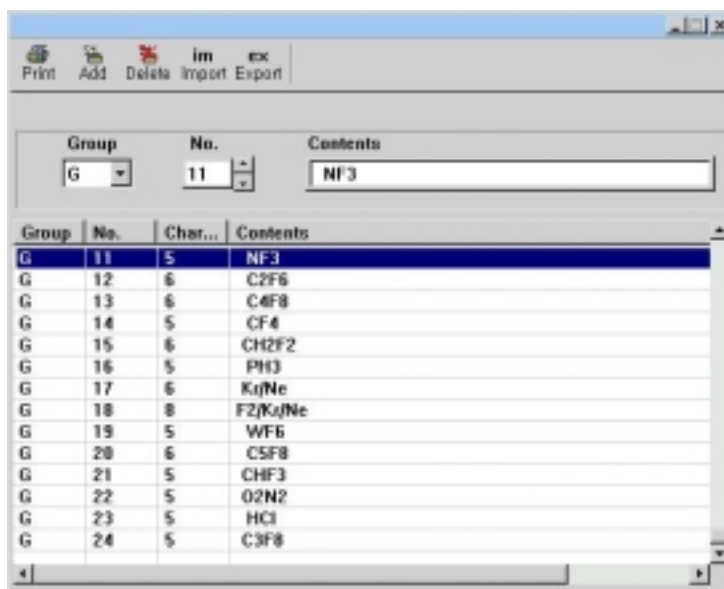 im ex
Print Add Delete Import Export
Group No. Contents
G 11 NF3
Group No. Char... Contents
G 11 5 NF3
G 12 6 C2F6
G 13 6 C4F8
G 14 5 CF4
G 15 6 CH2F2
G 16 5 PH3
G 17 6 Kr/Ne
G 18 8 F2/Kr/Ne
G 19 5 WF6
G 20 6 C5F8
G 21 5 CHF3
G 22 5 O2N2
G 23 5 HCl
G 24 5 C3F8